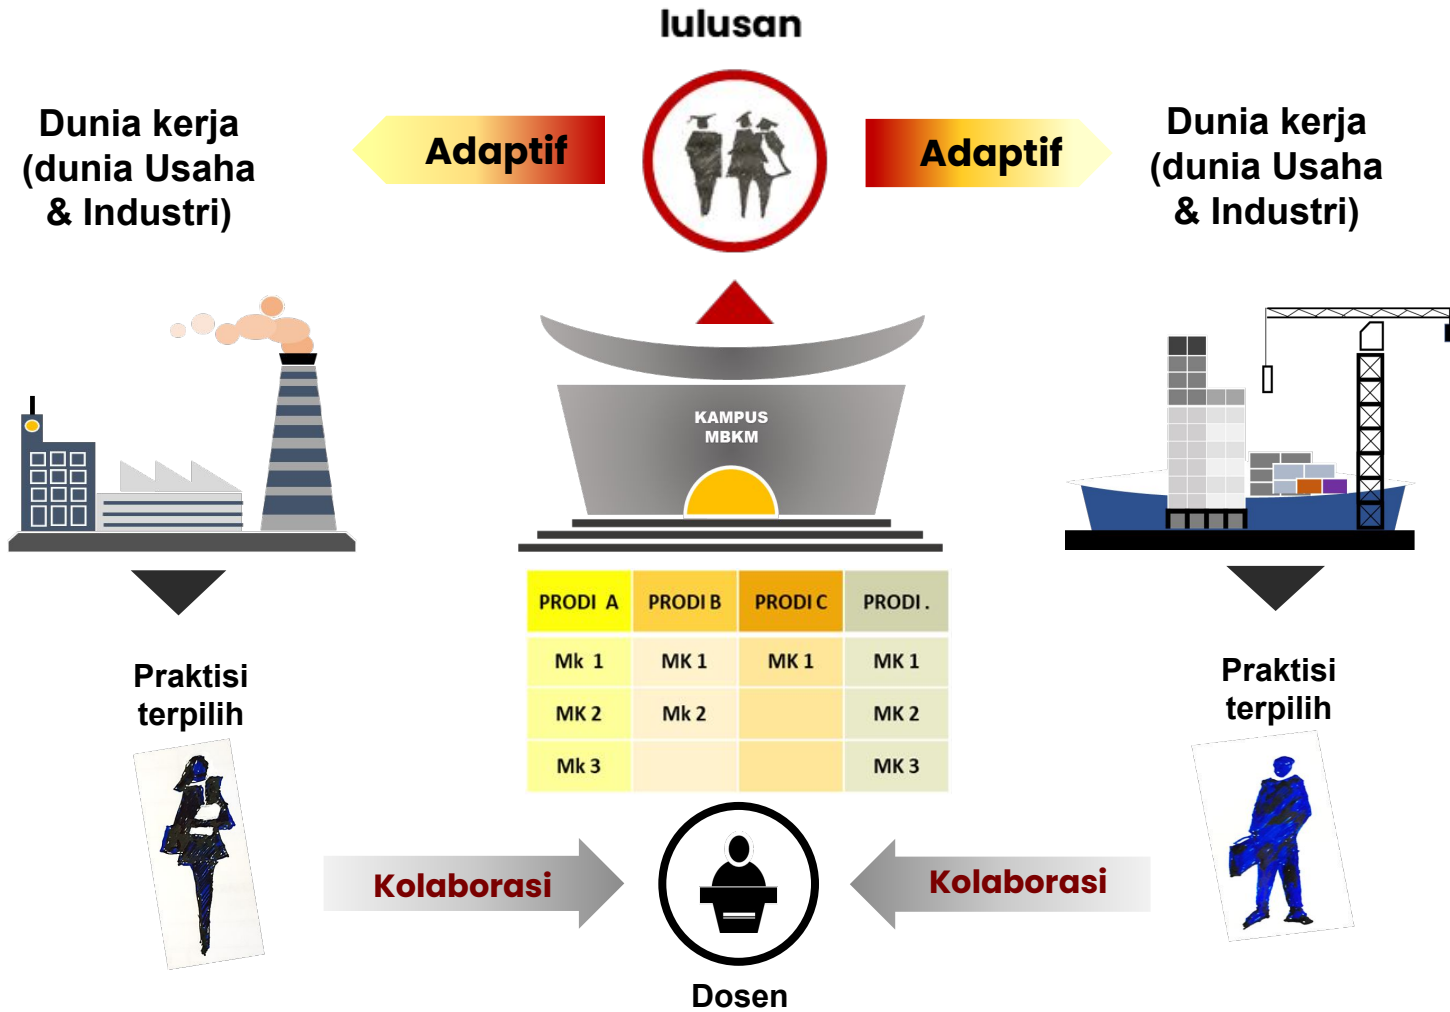 lulusan
Dunia kerja
(dunia Usaha
& Industri)
Adaptif
Adaptif
Dunia kerja
(dunia Usaha
& Industri)
KAMPUS
MBKM
PRODI A PRODI B PRODI C PRODI .
Mk 1 MK 1 MK 1 MK 1
MK 2 Mk 2 MK 2
Mk 3 MK 3
Praktisi
terpilih
Praktisi
terpilih
Kolaborasi
Kolaborasi
Dosen